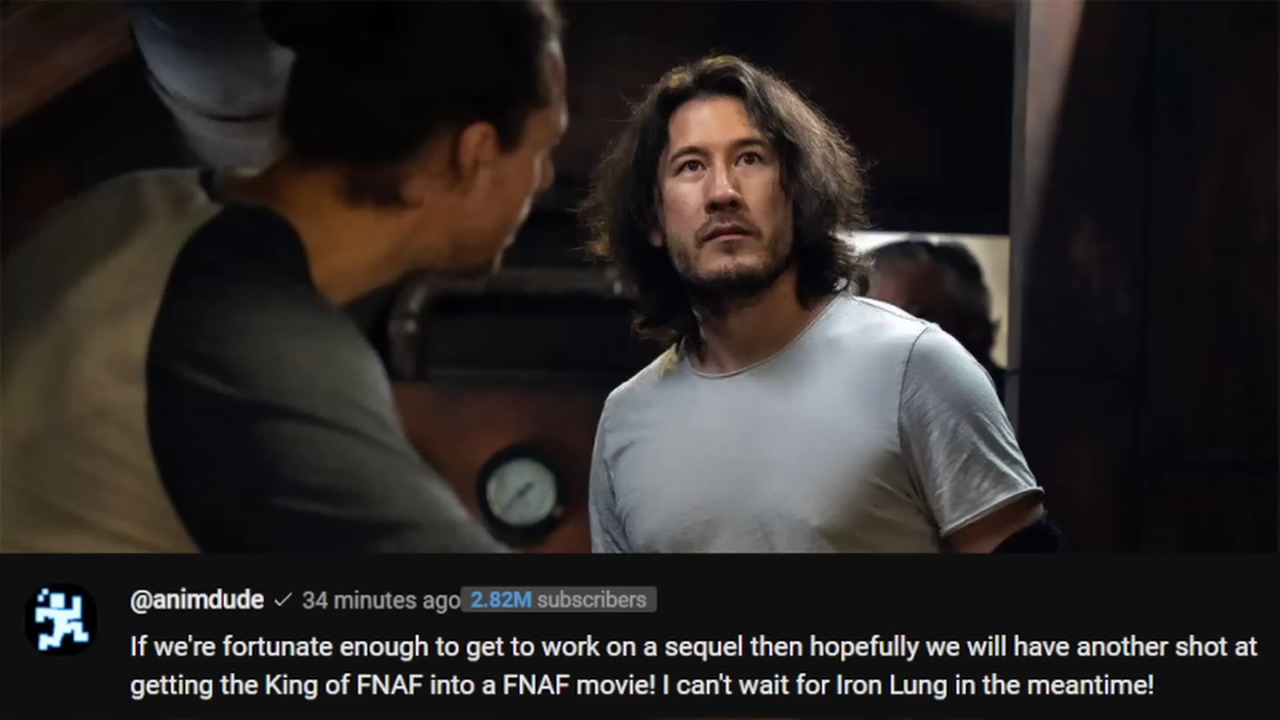 @animdude ✓ 34 minutes ago 2.82M subscribers
If we're fortunate enough to get to work on a sequel then hopefully we will have another shot at
getting the King of FNAF into a FNAF movie! I can't wait for Iron Lung in the meantime!